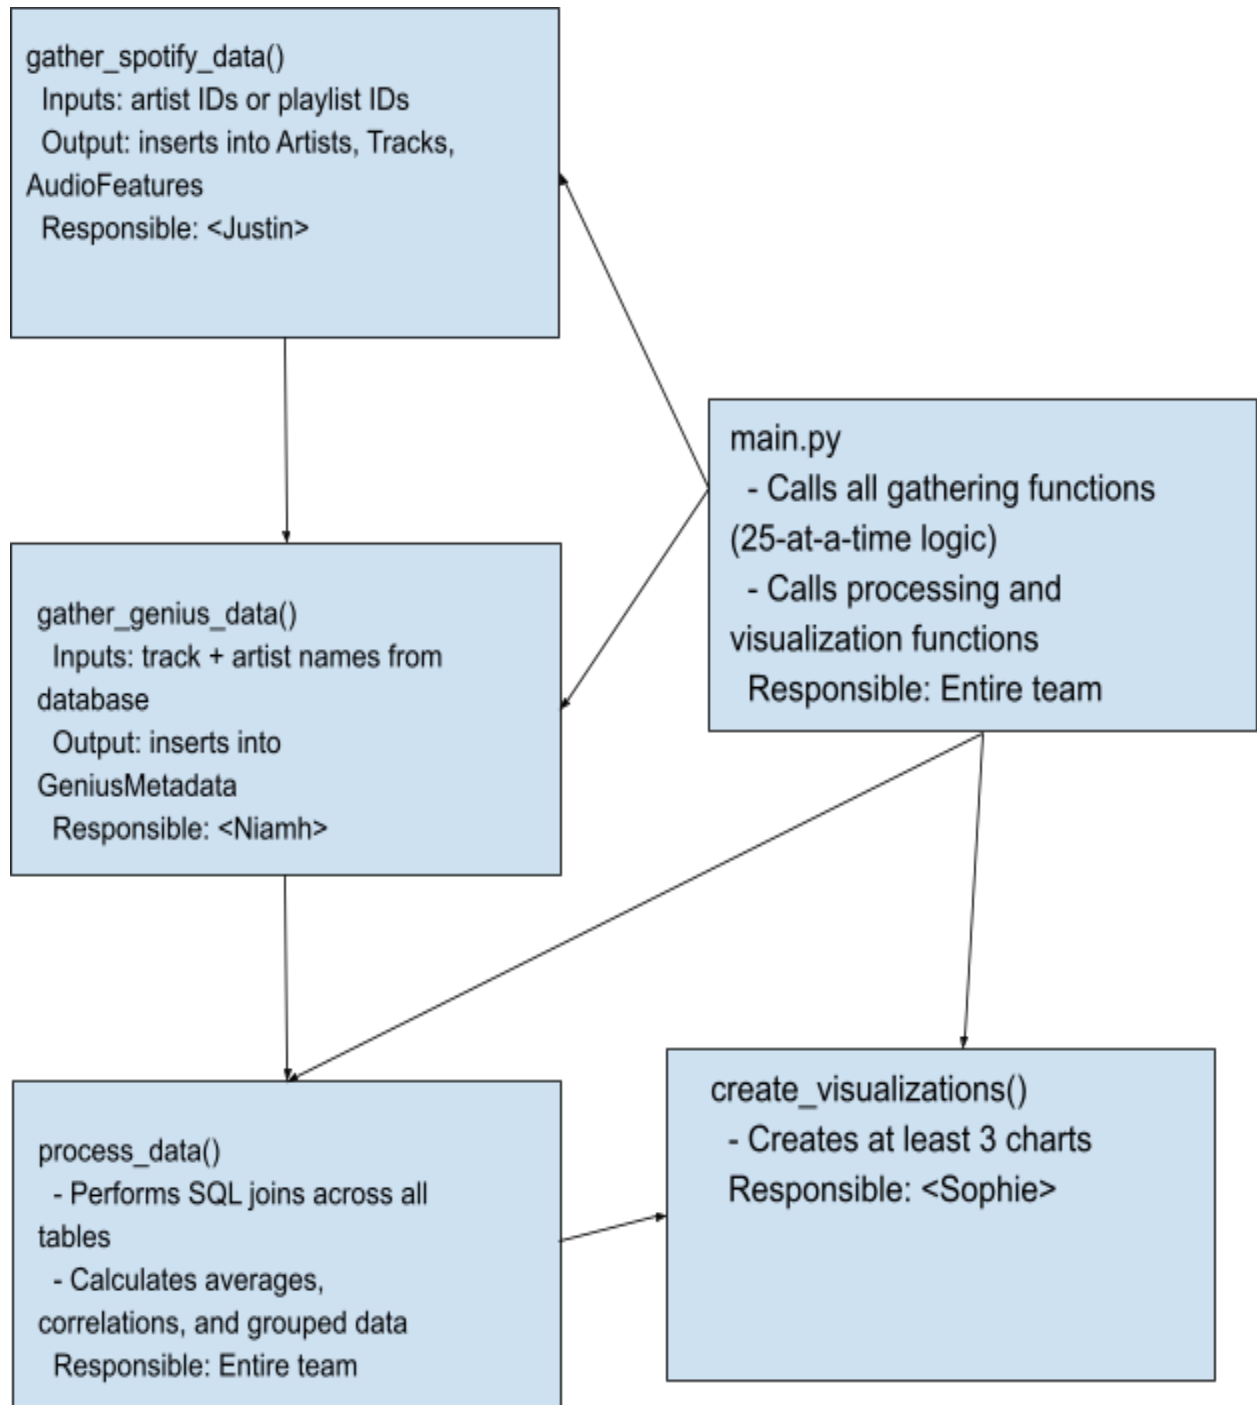 gather_spotify_data()
Inputs: artist IDs or playlist IDs
Output: inserts into Artists, Tracks,
AudioFeatures
Responsible: <Justin>
main.py
- Calls all gathering functions
(25-at-a-time logic)
- Calls processing and
visualization functions
Responsible: Entire team
gather_genius_data()
Inputs: track + artist names from
database
Output: inserts into
GeniusMetadata
Responsible: <Niamh>
process_data()
- Performs SQL joins across all
tables
- Calculates averages,
correlations, and grouped data
Responsible: Entire team
create_visualizations()
- Creates at least 3 charts
Responsible: <Sophie>